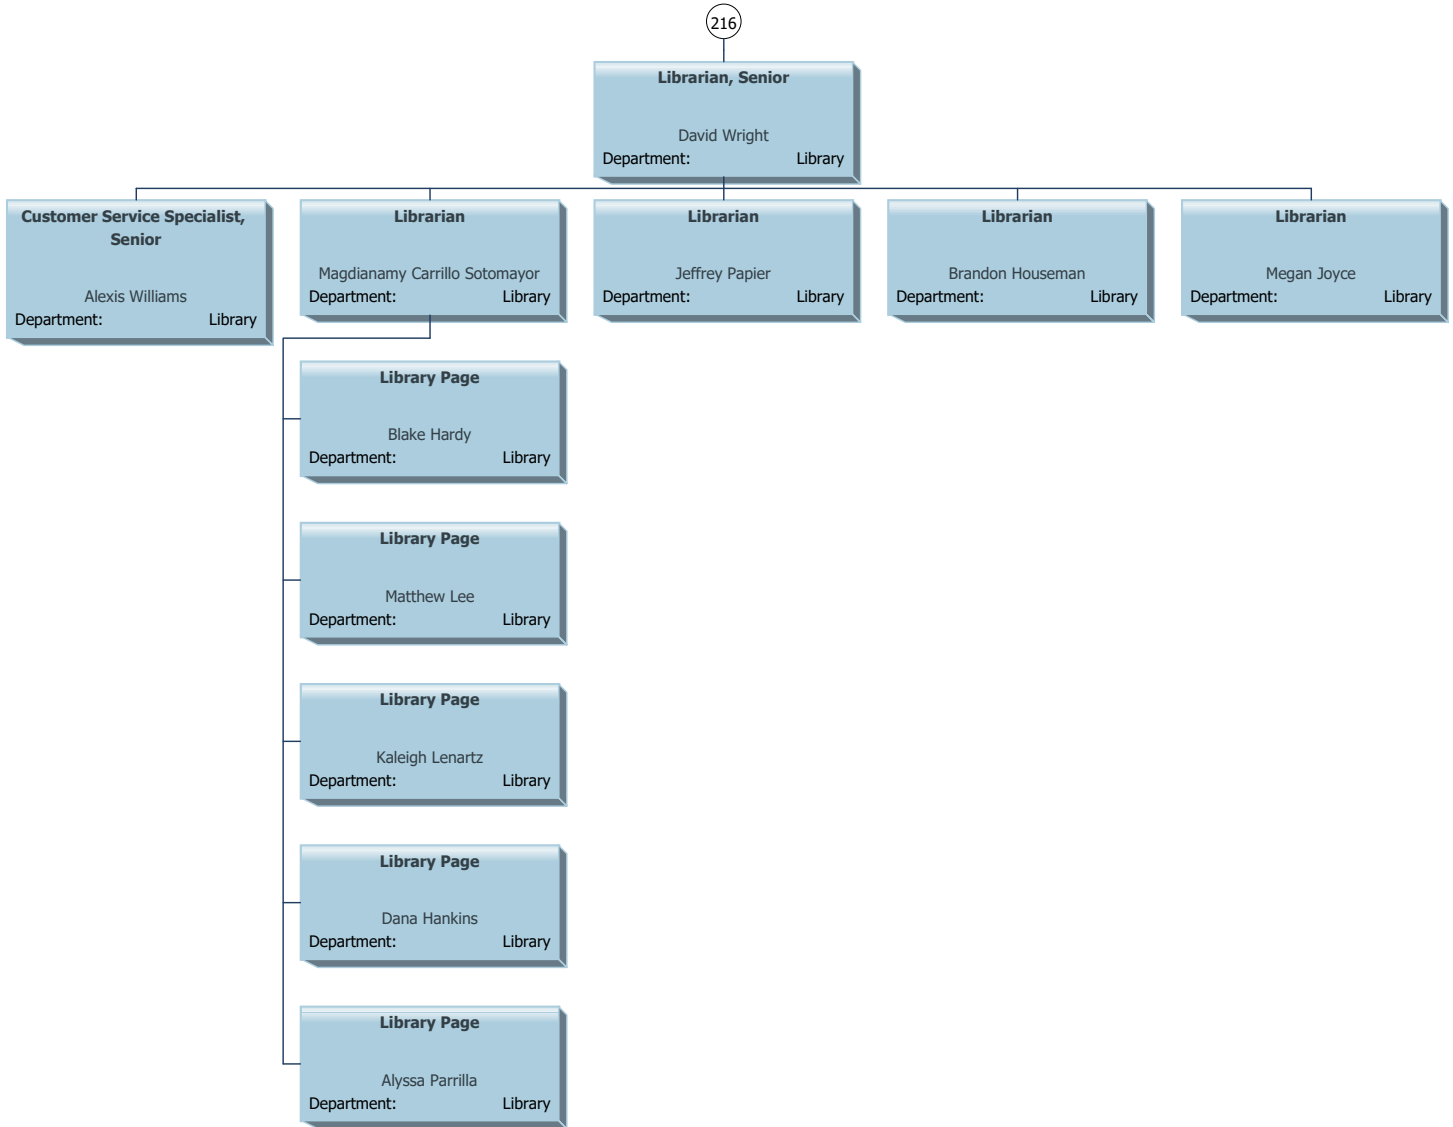 216
Librarian, Senior
David Wright
Department: Library
Customer Service Specialist,
Senior
Alexis Williams
Department: Library
Librarian
Magdianamy Carrillo Sotomayor
Department: Library
Librarian
Jeffrey Papier
Department: Library
Librarian
Brandon Houseman
Department: Library
Librarian
Megan Joyce
Department: Library
Library Page
Blake Hardy
Department: Library
Library Page
Matthew Lee
Department: Library
Library Page
Kaleigh Lenartz
Department: Library
Library Page
Dana Hankins
Department: Library
Library Page
Alyssa Parrilla
Department: Library